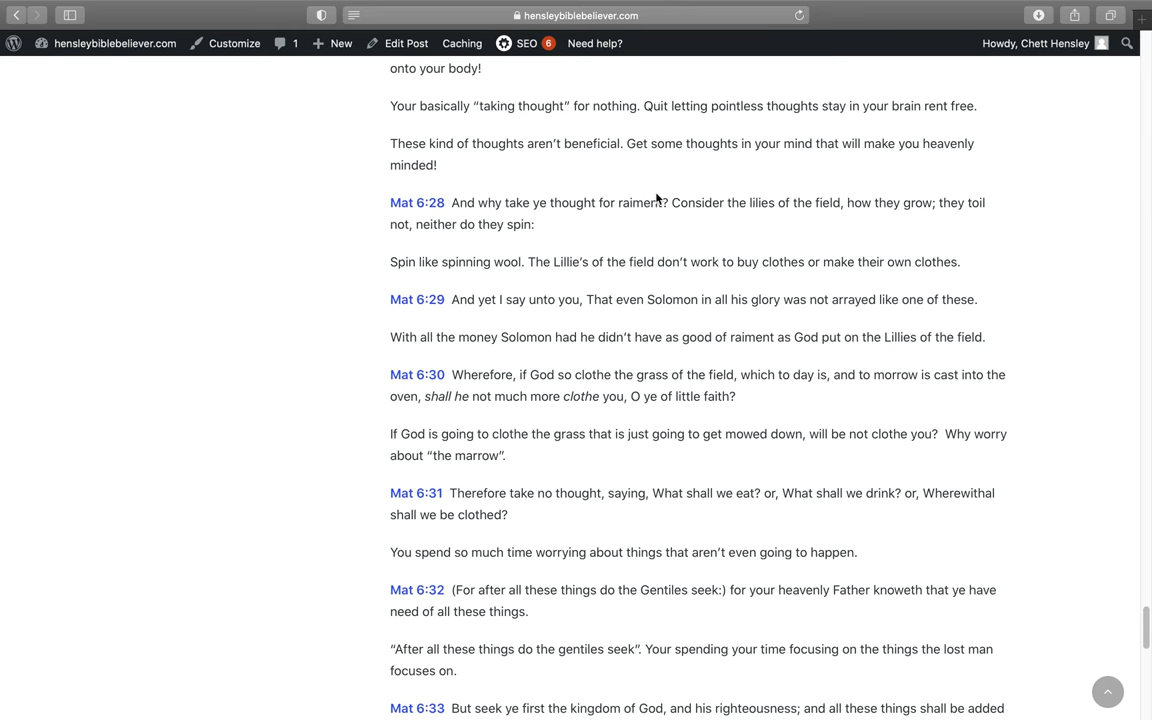 hensleybiblebeliever.com
hensleybiblebeliever.com Customize 1 New Edit Post Caching SEO 6 Need help? Howdy, Chett Hensley
onto your body!
Your basically “taking thought” for nothing. Quit letting pointless thoughts stay in your brain rent free.
These kind of thoughts aren’t beneficial. Get some thoughts in your mind that will make you heavenly
minded!
Mat 6:28 And why take ye thought for raiment? Consider the lilies of the field, how they grow; they toil
not, neither do they spin:
Spin like spinning wool. The Lillie’s of the field don’t work to buy clothes or make their own clothes.
Mat 6:29 And yet I say unto you, That even Solomon in all his glory was not arrayed like one of these.
With all the money Solomon had he didn’t have as good of raiment as God put on the Lillies of the field.
Mat 6:30 Wherefore, if God so clothe the grass of the field, which to day is, and to morrow is cast into the
oven, shall he not much more clothe you, O ye of little faith?
If God is going to clothe the grass that is just going to get mowed down, will be not clothe you? Why worry
about “the marrow”.
Mat 6:31 Therefore take no thought, saying, What shall we eat? or, What shall we drink? or, Wherewithal
shall we be clothed?
You spend so much time worrying about things that aren’t even going to happen.
Mat 6:32 (For after all these things do the Gentiles seek:) for your heavenly Father knoweth that ye have
need of all these things.
“After all these things do the gentiles seek”. Your spending your time focusing on the things the lost man
focuses on.
Mat 6:33 But seek ye first the kingdom of God, and his righteousness; and all these things shall be added